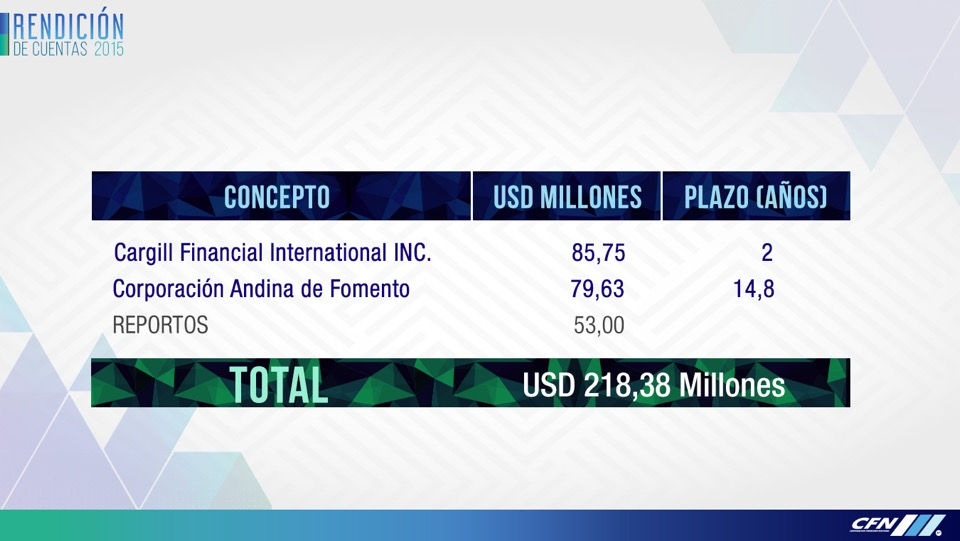 RENDICIÓN
DE CUENTAS 2015
CONCEPTO USD MILLONES PLAZO (AÑOS)
Cargill Financial International INC. 85,75 2
Corporación Andina de Fomento 79,63 14,8
REPORTOS 53,00
TOTAL USD 218,38 Millones
CFN